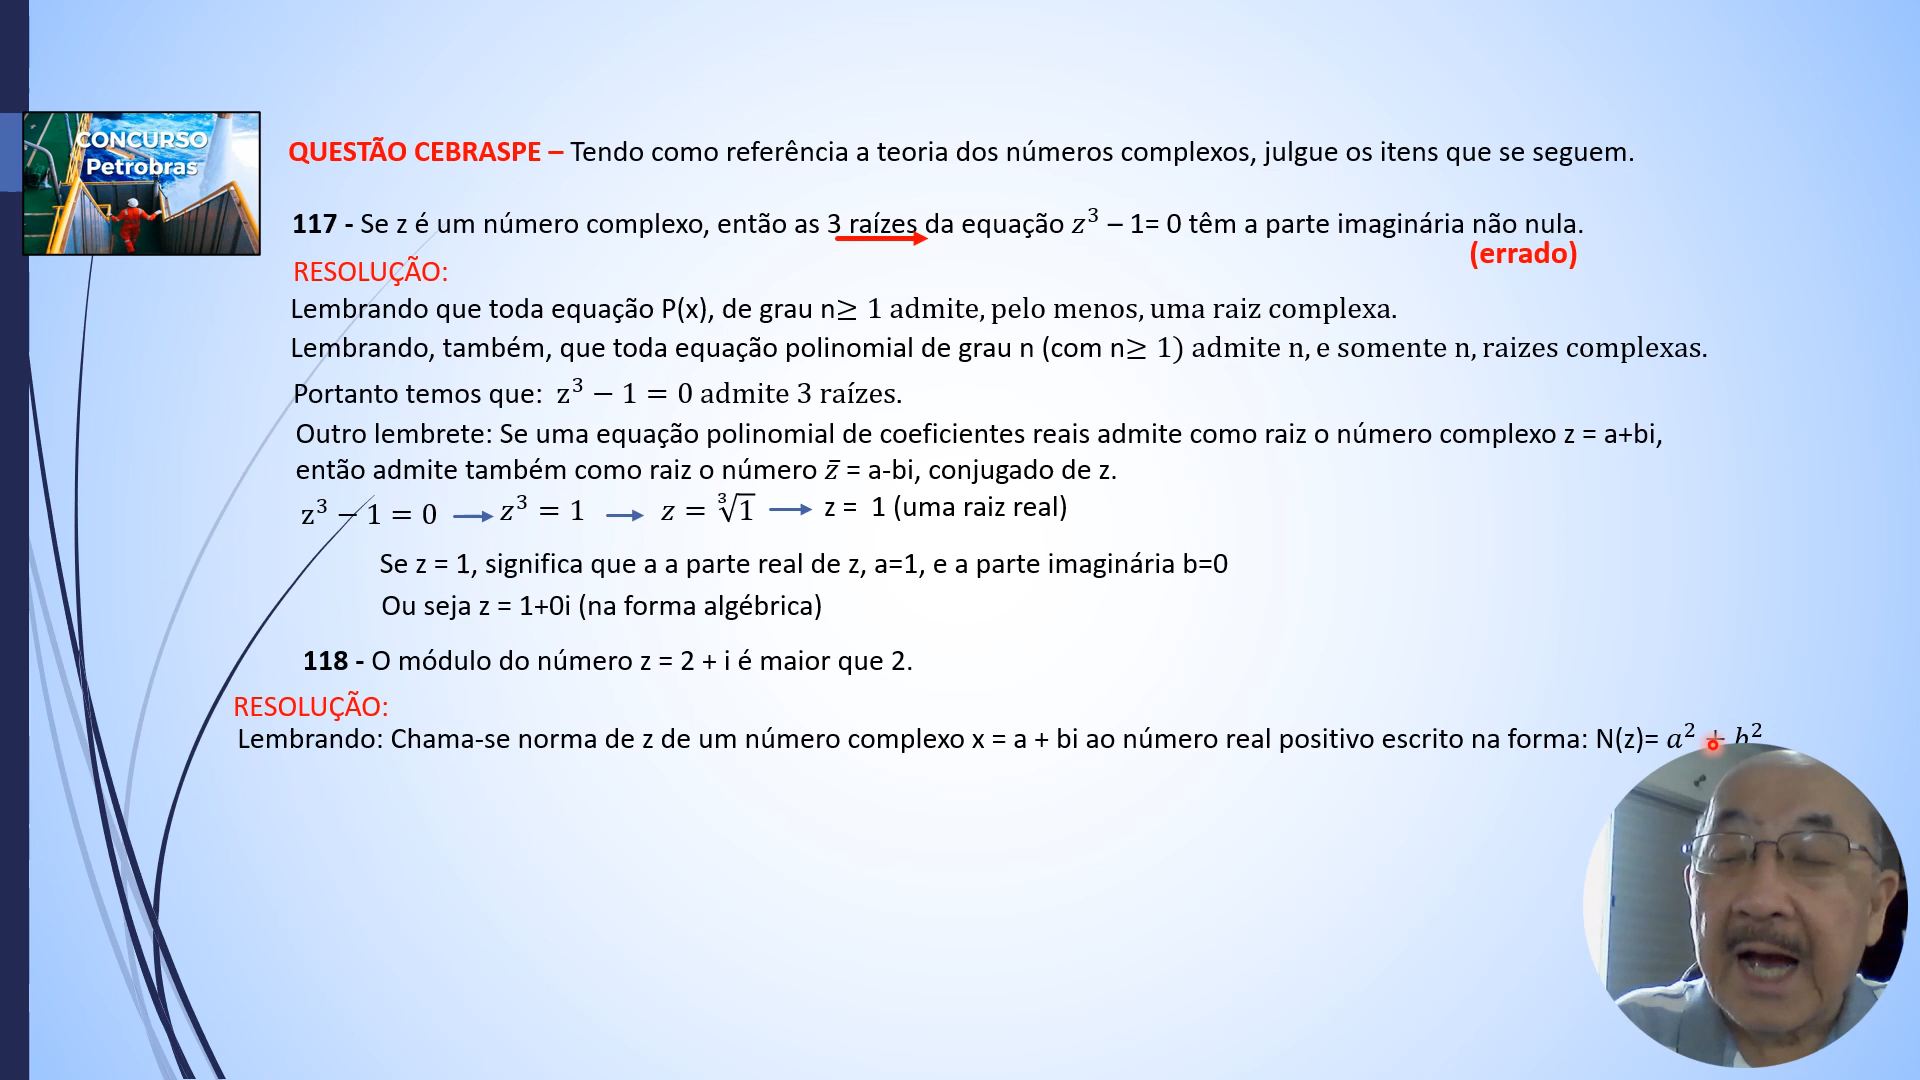 CONCURSO
Petrobras
QUESTÃO CEBRASPE – Tendo como referência a teoria dos números complexos, julgue os itens que se seguem.
117 - Se z é um número complexo, então as 3 raízes da equação z³ – 1= 0 têm a parte imaginária não nula.
(errado)
RESOLUÇÃO:
Lembrando que toda equação P(x), de grau n≥ 1 admite, pelo menos, uma raiz complexa.
Lembrando, também, que toda equação polinomial de grau n (com n≥ 1) admite n, e somente n, raizes complexas.
Portanto temos que: z³ − 1 = 0 admite 3 raízes.
Outro lembrete: Se uma equação polinomial de coeficientes reais admite como raiz o número complexo z = a+bi,
então admite também como raiz o número z̄ = a-bi, conjugado de z.
z³ − 1 = 0 → z³ = 1 → z = ∛1 → z = 1 (uma raiz real)
Se z = 1, significa que a a parte real de z, a=1, e a parte imaginária b=0
Ou seja z = 1+0i (na forma algébrica)
118 - O módulo do número z = 2 + i é maior que 2.
RESOLUÇÃO:
Lembrando: Chama-se norma de z de um número complexo x = a + bi ao número real positivo escrito na forma: N(z)= a² + b²